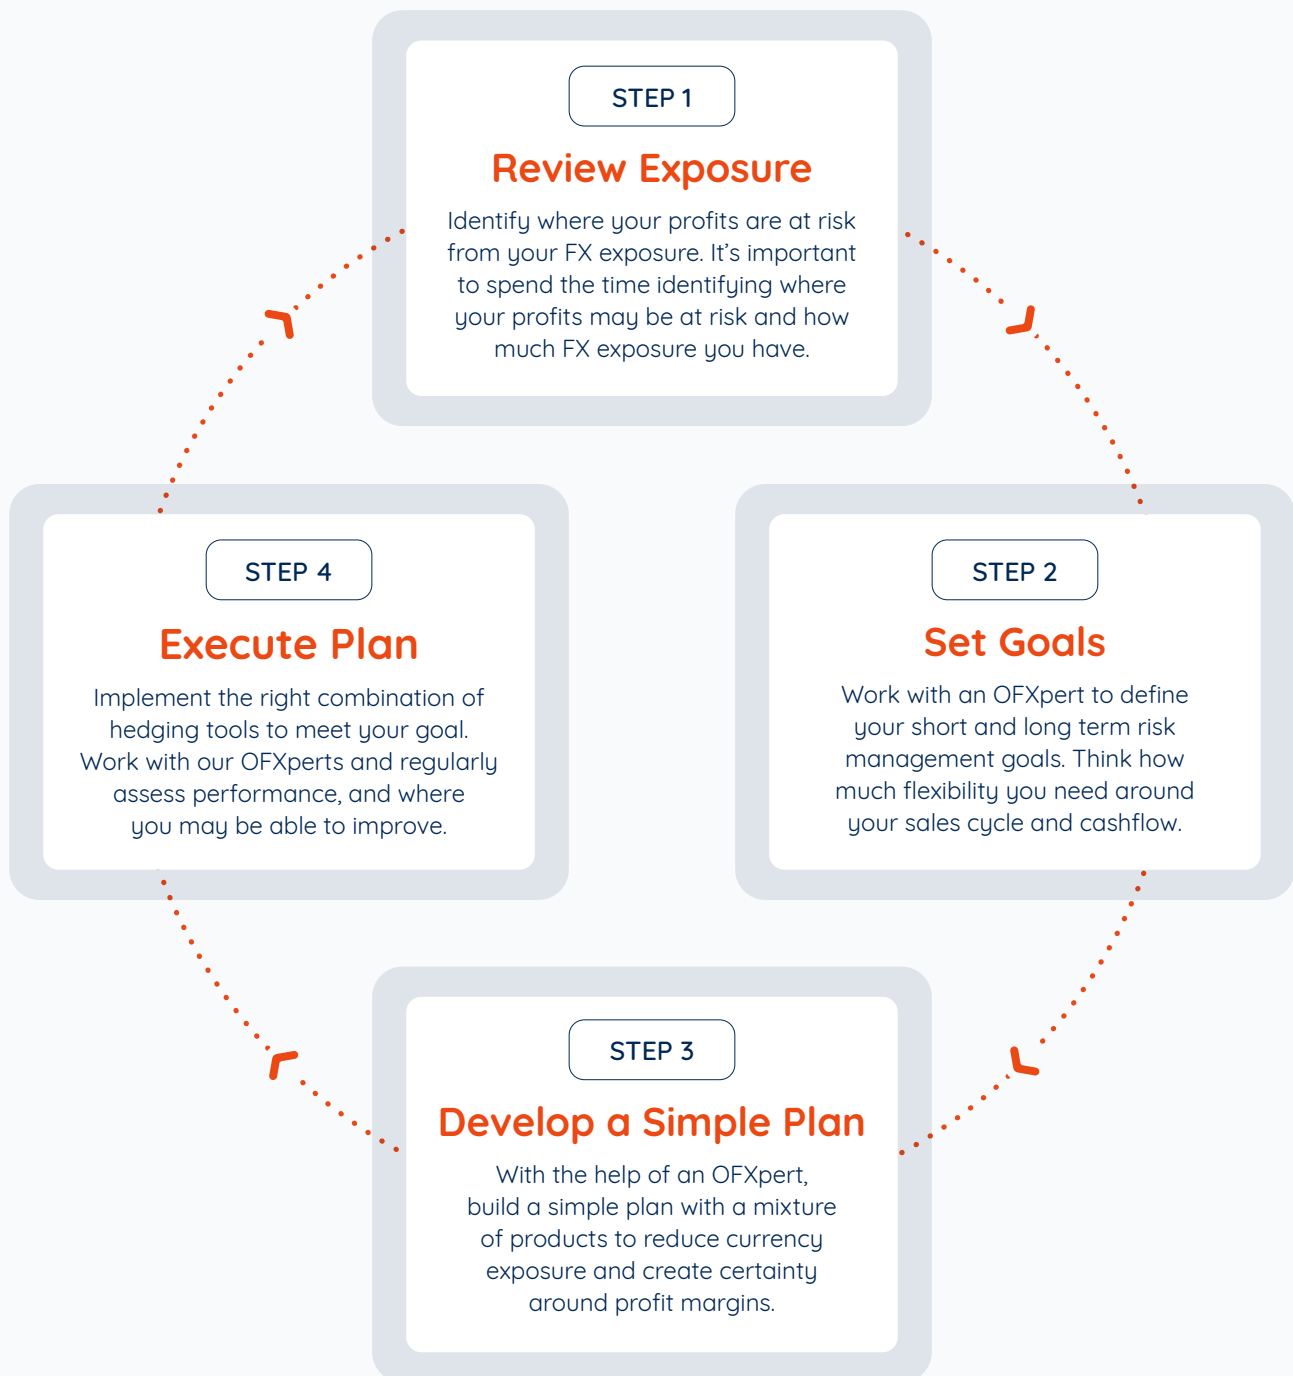 STEP 1
Review Exposure
Identify where your profits are at risk
from your FX exposure. It’s important
to spend the time identifying where
your profits may be at risk and how
much FX exposure you have.
STEP 2
Set Goals
Work with an OFXpert to define
your short and long term risk
management goals. Think how
much flexibility you need around
your sales cycle and cashflow.
STEP 3
Develop a Simple Plan
With the help of an OFXpert,
build a simple plan with a mixture
of products to reduce currency
exposure and create certainty
around profit margins.
STEP 4
Execute Plan
Implement the right combination of
hedging tools to meet your goal.
Work with our OFXperts and regularly
assess performance, and where
you may be able to improve.